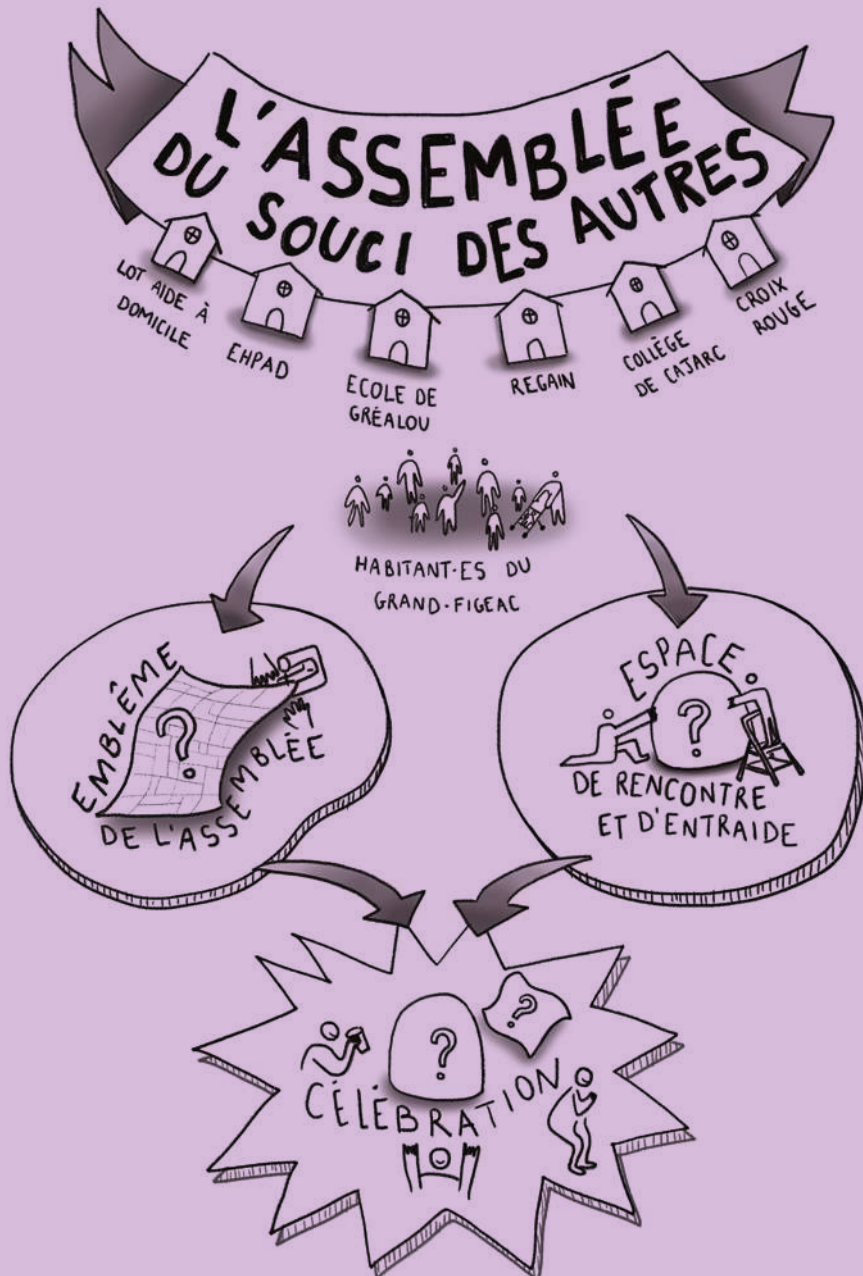 L'ASSEMBLÉE
DU SOUCI DES AUTRES
LOT AIDE À
DOMICILE
EHPAD
ECOLE DE
GRÉALOU
REGAIN
COLLÈGE
DE CAJARC
CROIX
ROUGE
HABITANT·ES DU
GRAND·FIGEAC
EMBLÊME
?
DE L'ASSEMBLÉE
ESPACE
?
DE RENCONTRE
ET D'ENTRAIDE
?
?
CÉLÉBRATION